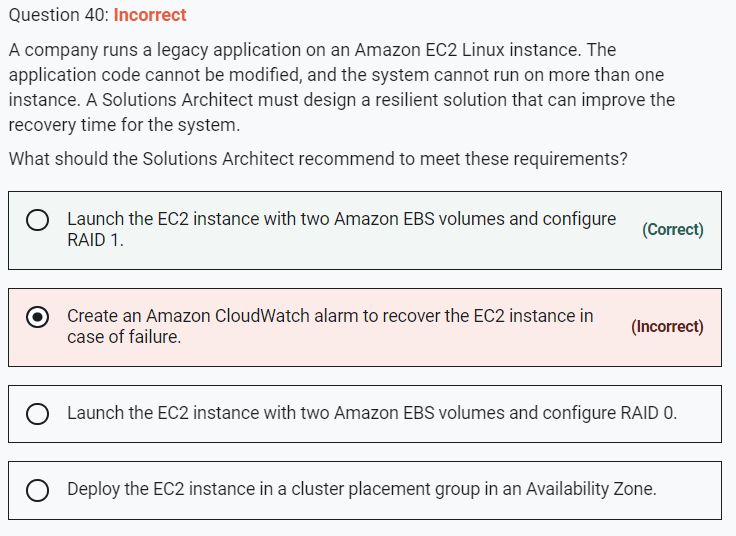 Question 40: Incorrect
A company runs a legacy application on an Amazon EC2 Linux instance. The
application code cannot be modified, and the system cannot run on more than one
instance. A Solutions Architect must design a resilient solution that can improve the
recovery time for the system.
What should the Solutions Architect recommend to meet these requirements?
Launch the EC2 instance with two Amazon EBS volumes and configure
RAID 1.
(Correct)
Create an Amazon CloudWatch alarm to recover the EC2 instance in
case of failure.
(Incorrect)
Launch the EC2 instance with two Amazon EBS volumes and configure RAID 0.
Deploy the EC2 instance in a cluster placement group in an Availability Zone.